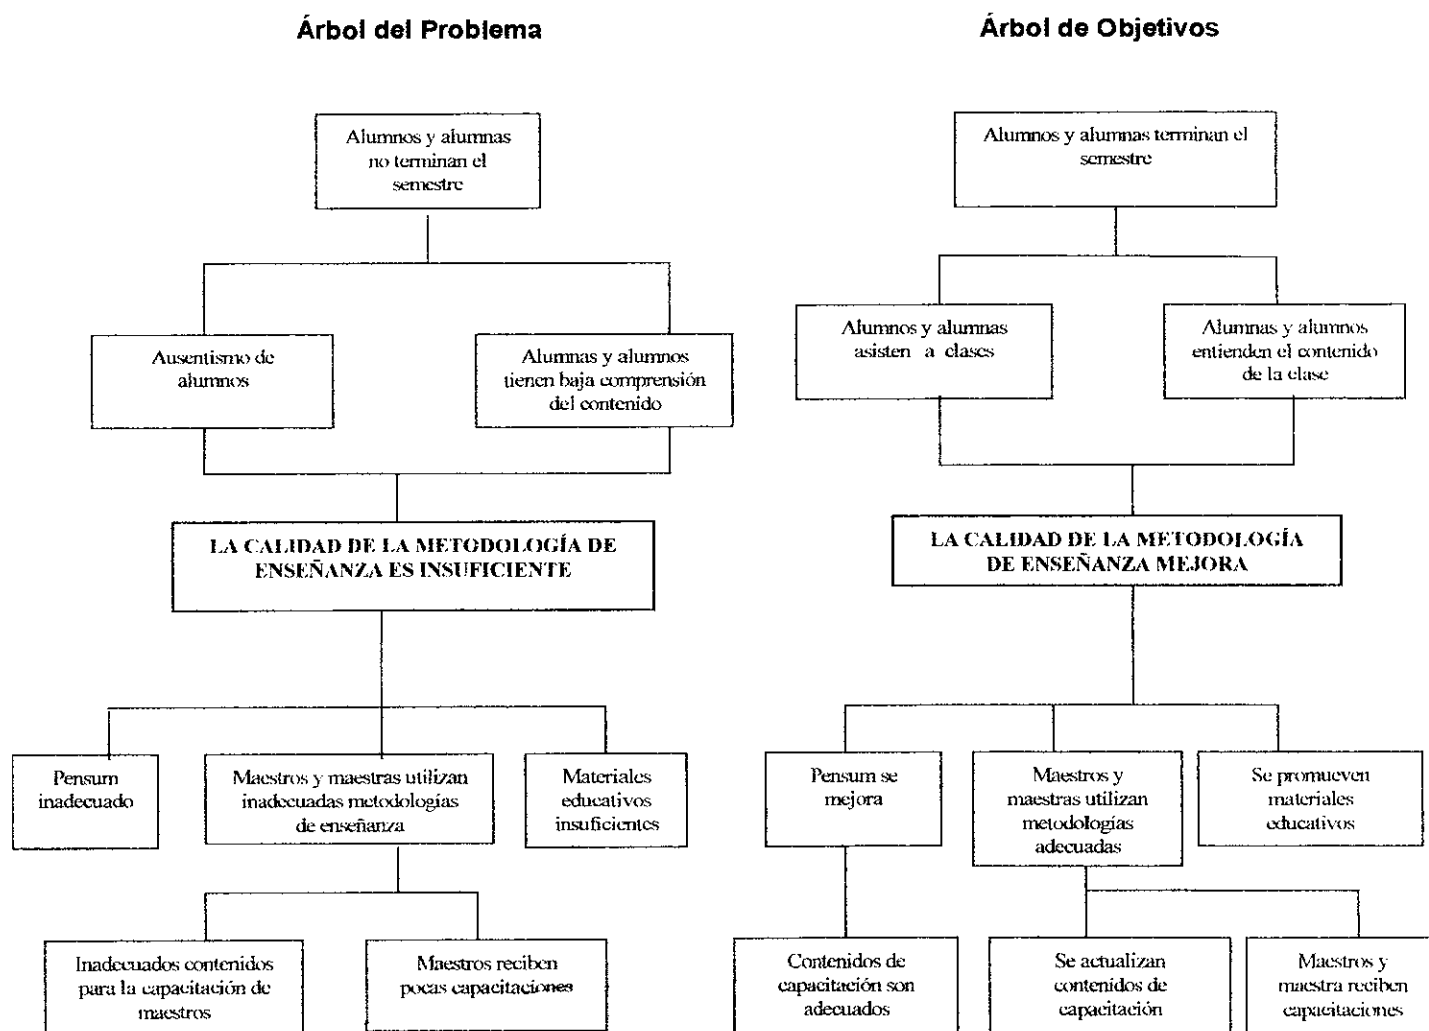 Árbol del Problema
Árbol de Objetivos
Alumnos y alumnas
no terminan el
semestre
Alumnos y alumnas terminan el
semestre
Ausentismo de
alumnos
Alumnas y alumnos
tienen baja comprensión
del contenido
Alumnos y alumnas
asisten a clases
Alumnas y alumnos
entienden el contenido
de la clase
LA CALIDAD DE LA METODOLOGÍA DE
ENSEÑANZA ES INSUFICIENTE
LA CALIDAD DE LA METODOLOGÍA
DE ENSEÑANZA MEJORA
Pensum
inadecuado
Maestros y maestras utilizan
inadecuadas metodologías
de enseñanza
Materiales
educativos
insuficientes
Pensum se
mejora
Maestros y
maestras utilizan
metodologías
adecuadas
Se promueven
materiales
educativos
Inadecuados contenidos
para la capacitación de
maestros
Maestros reciben
pocas capacitaciones
Contenidos de
capacitación son
adecuados
Se actualizan
contenidos de
capacitación
Maestros y
maestra reciben
capacitaciones